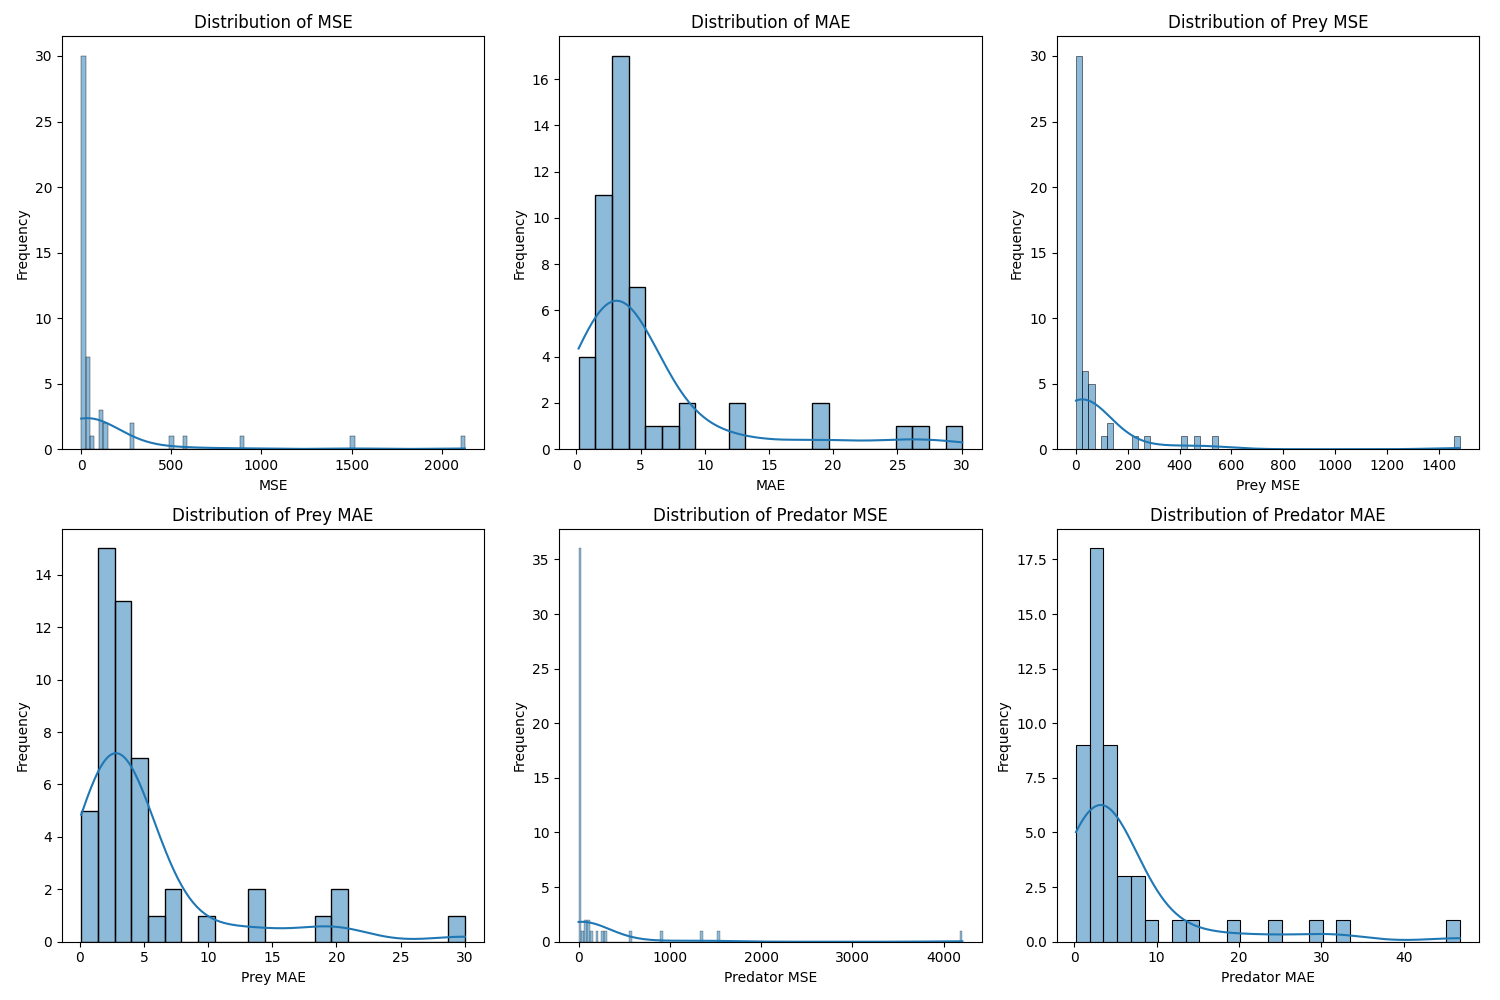 Distribution of MSE
30
25
20
15
10
5
0
Frequency
0 500 1000 1500 2000
MSE
Distribution of MAE
16
14
12
10
8
6
4
2
0
Frequency
0 5 10 15 20 25 30
MAE
Distribution of Prey MSE
30
25
20
15
10
5
0
Frequency
0 200 400 600 800 1000 1200 1400
Prey MSE
Distribution of Prey MAE
14
12
10
8
6
4
2
0
Frequency
0 5 10 15 20 25 30
Prey MAE
Distribution of Predator MSE
35
30
25
20
15
10
5
0
Frequency
0 1000 2000 3000 4000
Predator MSE
Distribution of Predator MAE
17.5
15.0
12.5
10.0
7.5
5.0
2.5
0.0
Frequency
0 10 20 30 40
Predator MAE